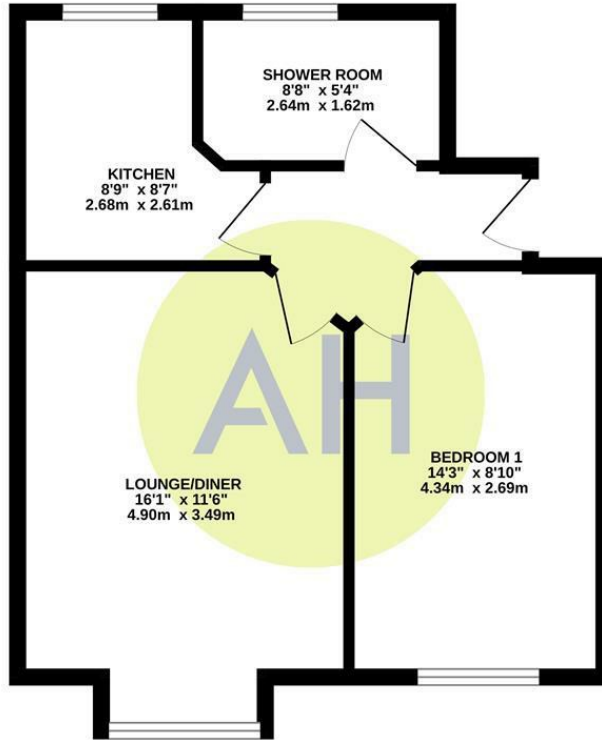 SHOWER ROOM
8'8" x 5'4"
2.64m x 1.62m
KITCHEN
8'9" x 8'7"
2.68m x 2.61m
AH
LOUNGE/DINER
16'1" x 11'6"
4.90m x 3.49m
BEDROOM 1
14'3" x 8'10"
4.34m x 2.69m